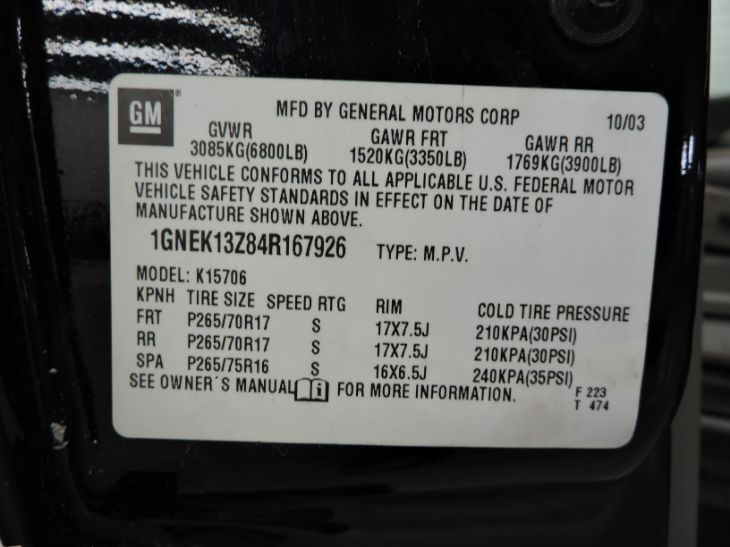 GM
MFD BY GENERAL MOTORS CORP 10/03
GVWR GAWR FRT GAWR RR
3085KG(6800LB) 1520KG(3350LB) 1769KG(3900LB)
THIS VEHICLE CONFORMS TO ALL APPLICABLE U.S. FEDERAL MOTOR
VEHICLE SAFETY STANDARDS IN EFFECT ON THE DATE OF
MANUFACTURE SHOWN ABOVE.
1GNEK13Z84R167926 TYPE: M.P.V.
MODEL: K15706
KPNH TIRE SIZE SPEED RTG RIM COLD TIRE PRESSURE
FRT P265/70R17 S 17X7.5J 210KPA(30PSI)
RR P265/70R17 S 17X7.5J 210KPA(30PSI)
SPA P265/75R16 S 16X6.5J 240KPA(35PSI)
SEE OWNER´S MANUAL i FOR MORE INFORMATION. F 223
T 474